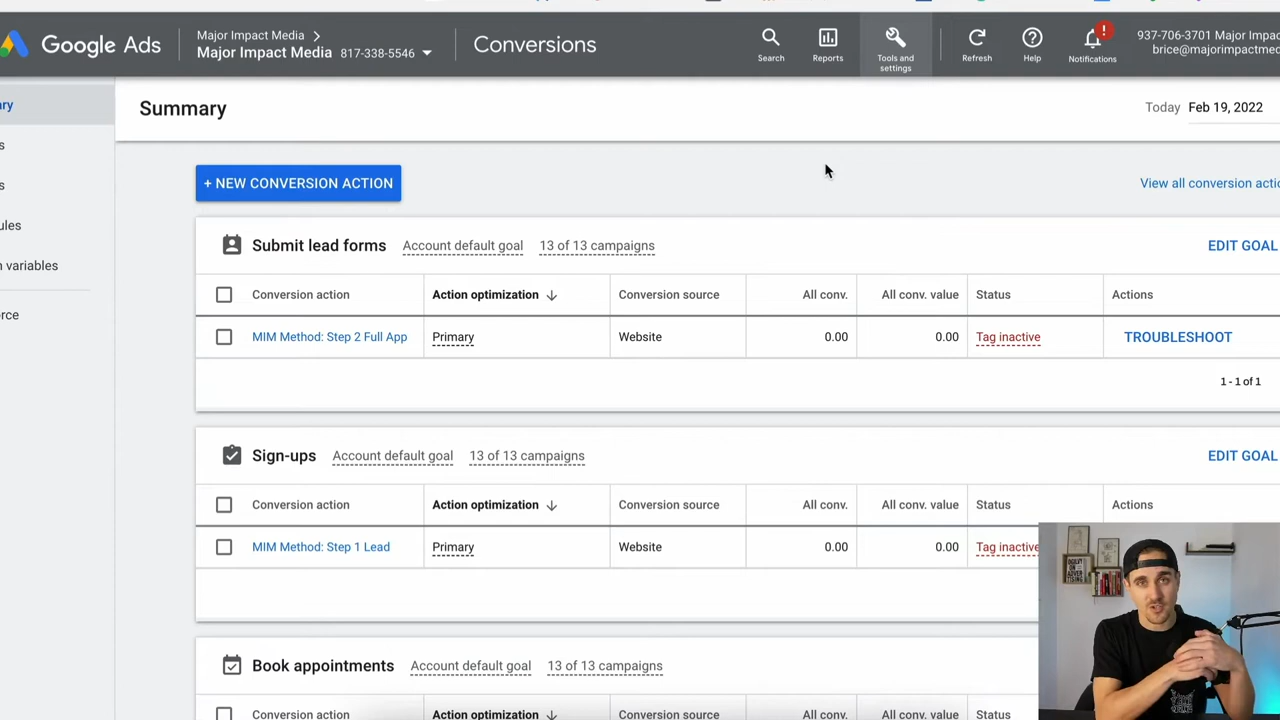 Google Ads
Major Impact Media
Major Impact Media 817-338-5546
Conversions
Search
Reports
Tools and
settings
Refresh
Help
!
Notifications
937-706-3701 Major Impac
brice@majorimpactmed
ry
s
s
ules
n variables
rce
Summary
Today Feb 19, 2022
+ NEW CONVERSION ACTION
View all conversion actio
Submit lead forms Account default goal 13 of 13 campaigns EDIT GOAL
Conversion action Action optimization Conversion source All conv. All conv. value Status Actions
MIM Method: Step 2 Full App Primary Website 0.00 0.00 Tag inactive TROUBLESHOOT
1 - 1 of 1
Sign-ups Account default goal 13 of 13 campaigns EDIT GOAL
Conversion action Action optimization Conversion source All conv. All conv. value Status Actions
MIM Method: Step 1 Lead Primary Website 0.00 0.00 Tag inactive
Book appointments Account default goal 13 of 13 campaigns
Conversion action Action optimization Conversion source All conv. All conv. value Status